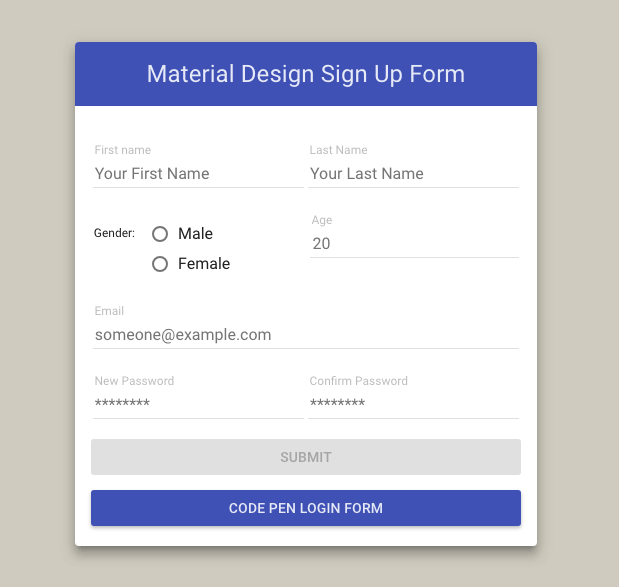 Material Design Sign Up Form
First name Last Name
Your First Name Your Last Name
Age
Gender: Male
20
Female
Email
someone@example.com
New Password Confirm Password
******** ********
SUBMIT
CODE PEN LOGIN FORM